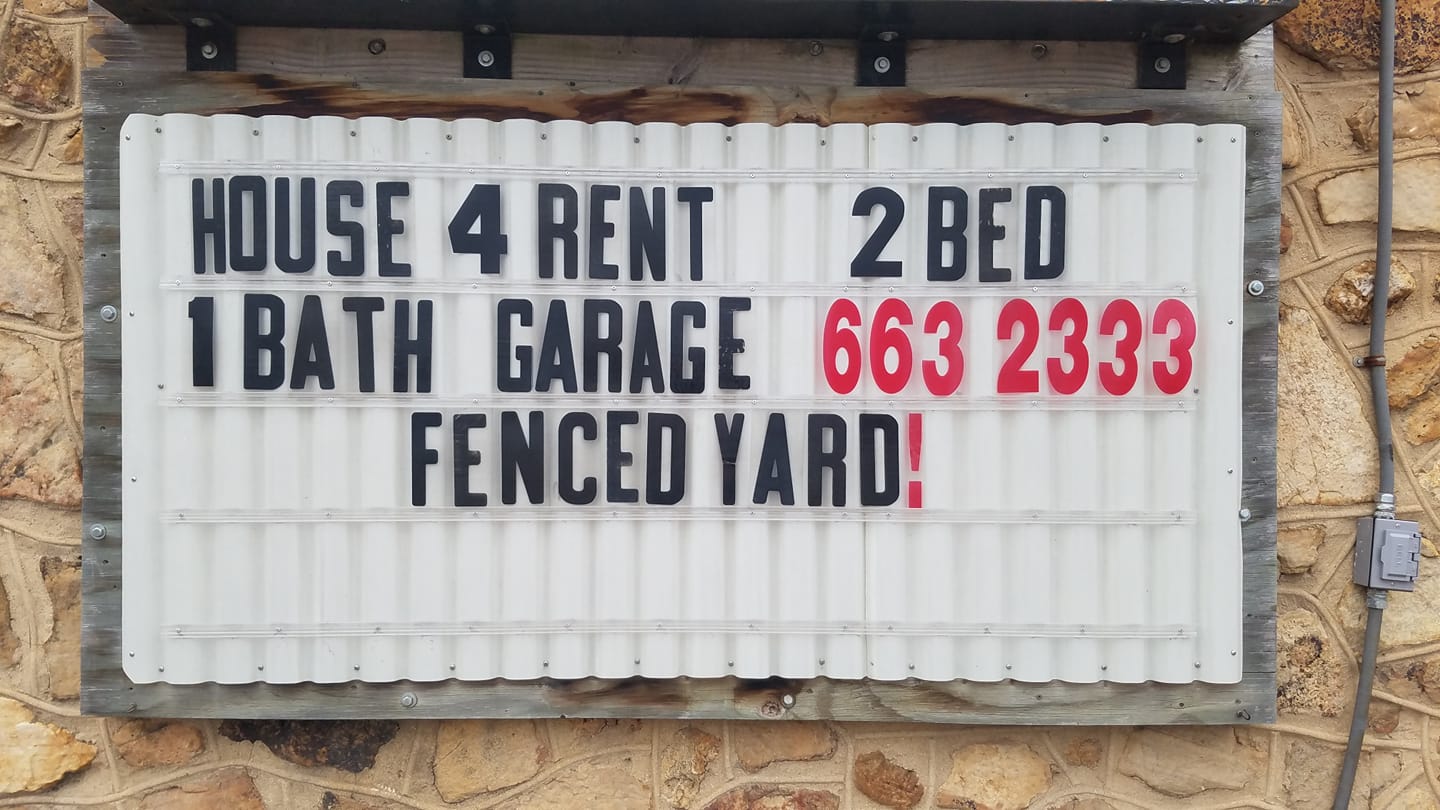 HOUSE 4 RENT 2 BED
1 BATH GARAGE 663 2333
FENCED YARD!